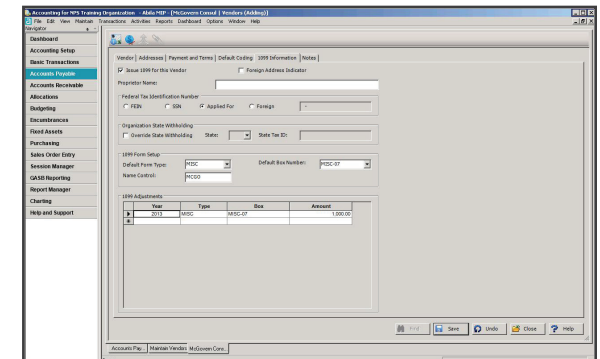 Accounting for NPS Training Organization - Abila MIP - [McGovern Consul | Vendors (Adding)]
File Edit View Maintain Transactions Activities Reports Dashboard Options Window Help
Navigator
Dashboard
Accounting Setup
Basic Transactions
Accounts Payable
Accounts Receivable
Allocations
Budgeting
Encumbrances
Fixed Assets
Purchasing
Sales Order Entry
Session Manager
GASB Reporting
Report Manager
Charting
Help and Support
Vendor Addresses Payment and Terms Default Coding 1099 Information Notes
Issue 1099 for this Vendor Foreign Address Indicator
Proprietor Name:
Federal Tax Identification Number
FEIN SSN Applied For Foreign -
Organization State Withholding
Override State Withholding State: State Tax ID:
1099 Form Setup
Default Form Type: MISC Default Box Number: MISC-07
Name Control: MCGO
1099 Adjustments
Year Type Box Amount
2013 MISC MISC-07 1,000.00
Find Save Undo Close Help
Accounts Pay... Maintain Vendors McGovern Cons...